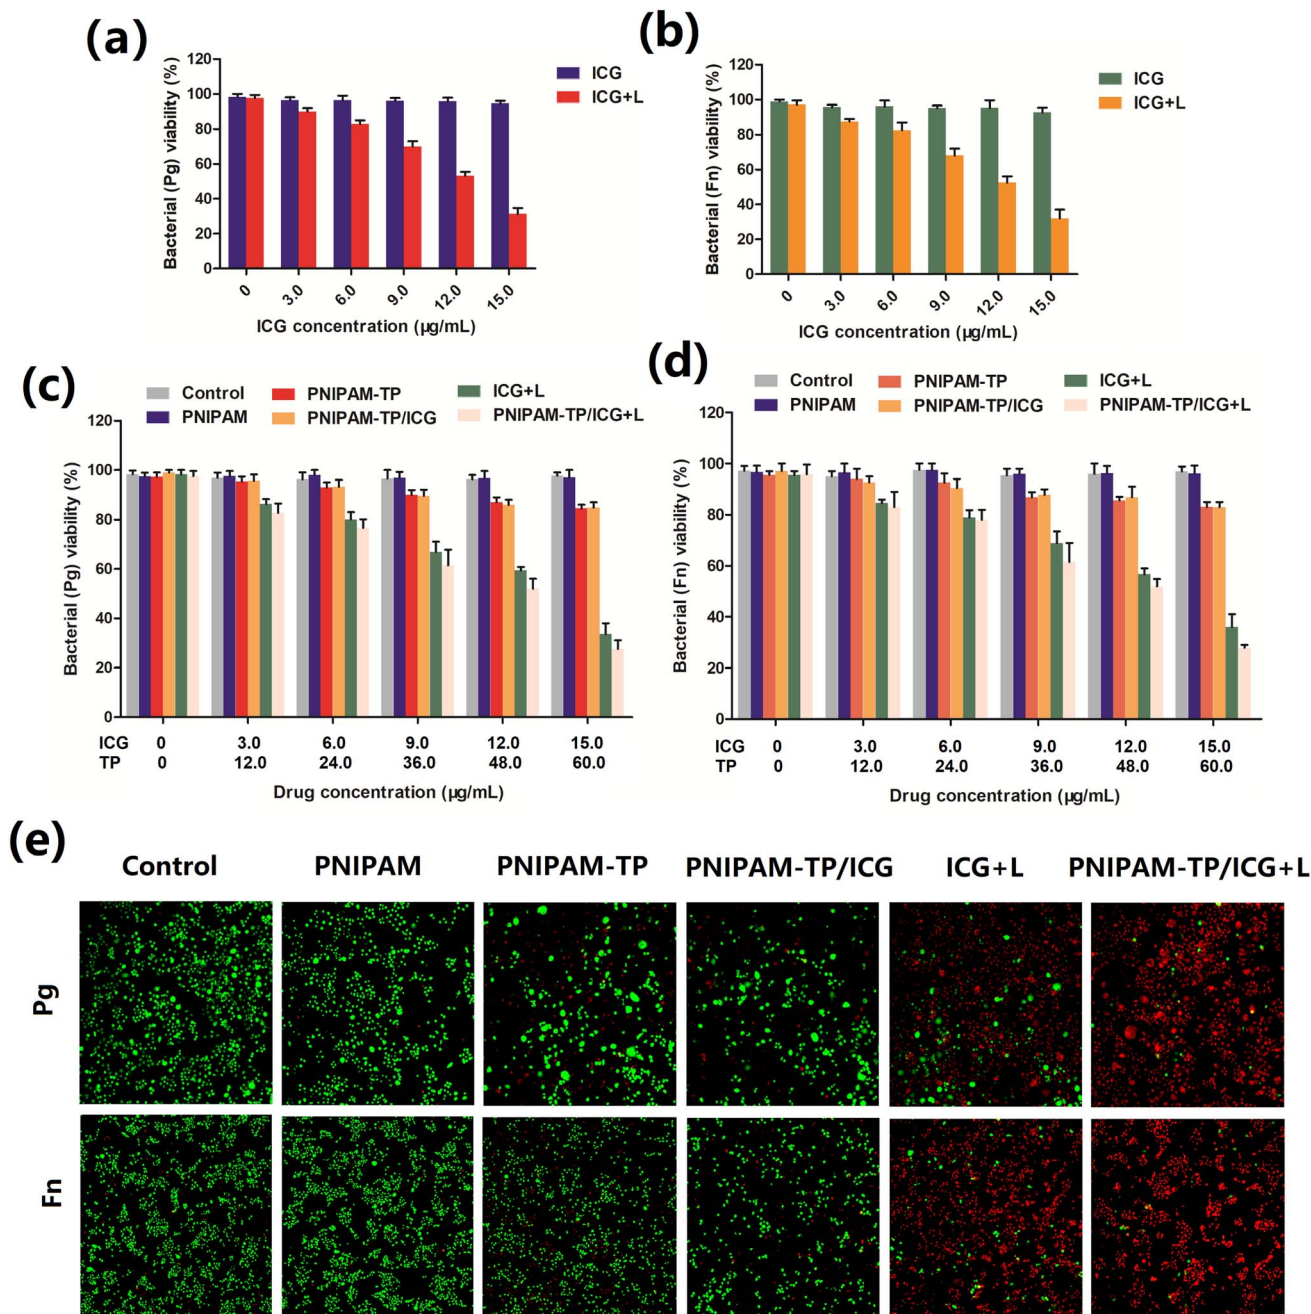 (a)
Bacterial (Pg) viability (%)
120
100
80
60
40
20
0
0 3.0 6.0 9.0 12.0 15.0
ICG concentration (µg/mL)
ICG
ICG+L
(b)
Bacterial (Fn) viability (%)
120
100
80
60
40
20
0
0 3.0 6.0 9.0 12.0 15.0
ICG concentration (µg/mL)
ICG
ICG+L
(c)
Control PNIPAM-TP ICG+L
PNIPAM PNIPAM-TP/ICG PNIPAM-TP/ICG+L
Bacterial (Pg) viability (%)
120
100
80
60
40
20
0
ICG 0 3.0 6.0 9.0 12.0 15.0
TP 0 12.0 24.0 36.0 48.0 60.0
Drug concentration (µg/mL)
(d)
Control PNIPAM-TP ICG+L
PNIPAM PNIPAM-TP/ICG PNIPAM-TP/ICG+L
Bacterial (Fn) viability (%)
120
100
80
60
40
20
0
ICG 0 3.0 6.0 9.0 12.0 15.0
TP 0 12.0 24.0 36.0 48.0 60.0
Drug concentration (µg/mL)
(e)
Control PNIPAM PNIPAM-TP PNIPAM-TP/ICG ICG+L PNIPAM-TP/ICG+L
Pg
Fn